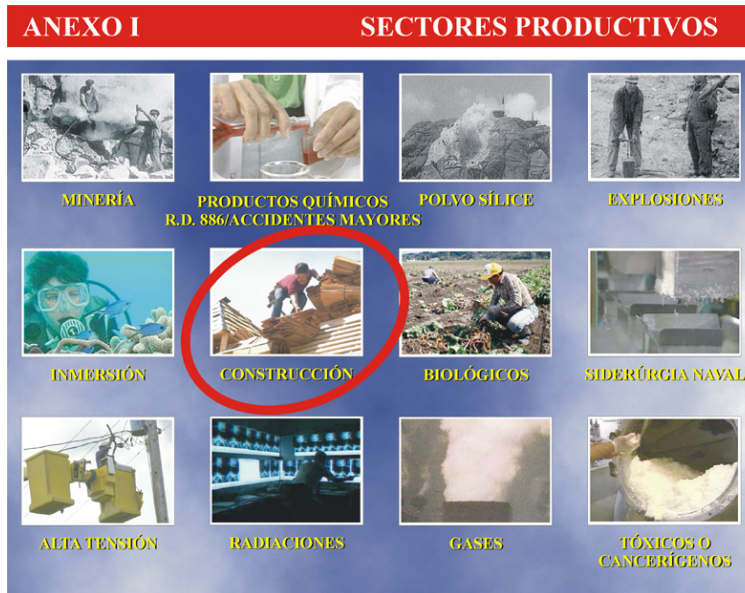 ANEXO I
SECTORES PRODUCTIVOS
MINERÍA
PRODUCTOS QUÍMICOS
R.D. 886/ACCIDENTES MAYORES
POLVO SÍLICE
EXPLOSIONES
INMERSIÓN
CONSTRUCCIÓN
BIOLÓGICOS
SIDERÚRGIA NAVAL
ALTA TENSIÓN
RADIACIONES
GASES
TÓXICOS O
CANCERÍGENOS